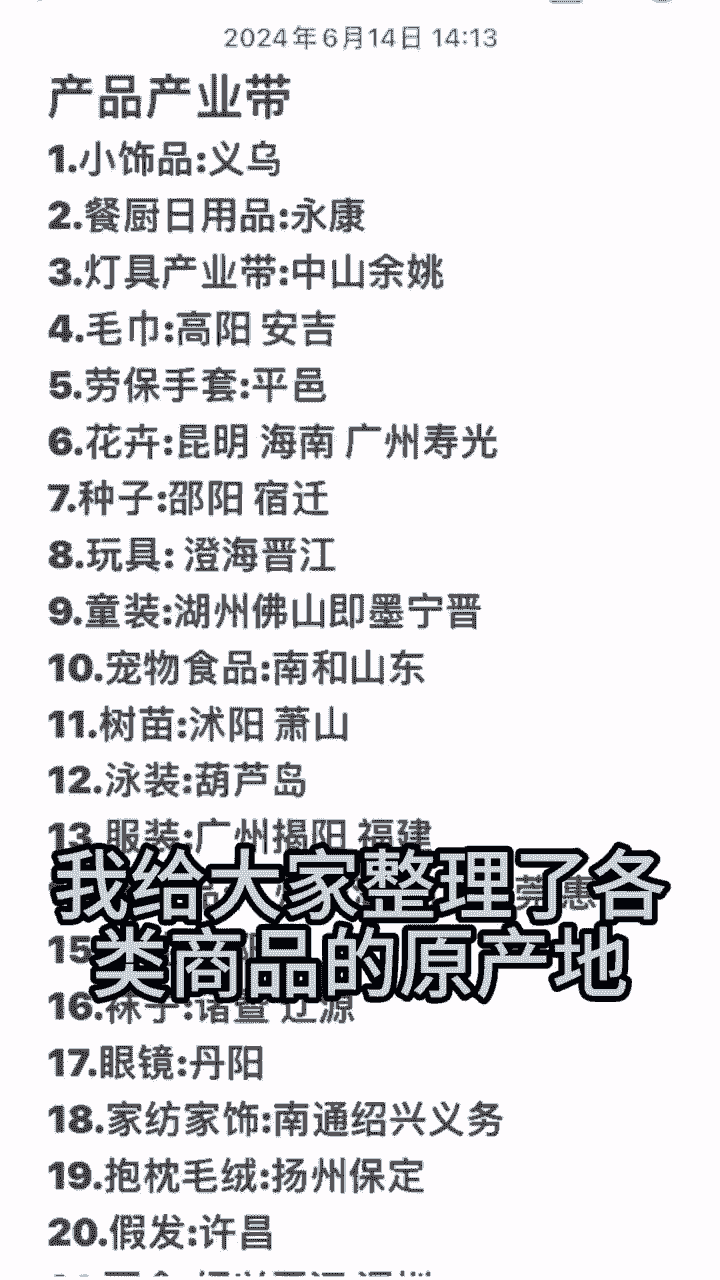 2024年6月14日 14:13
产品产业带
1.小饰品:义乌
2.餐厨日用品:永康
3.灯具产业带:中山余姚
4.毛巾:高阳 安吉
5.劳保手套:平邑
6.花卉:昆明 海南 广州寿光
7.种子:邵阳 宿迁
8.玩具: 澄海晋江
9.童装:湖州佛山即墨宁晋
10.宠物食品:南和山东
11.树苗:沭阳 萧山
12.泳装:葫芦岛
13.服装:广州揭阳 福建
我给大家整理了各
类商品的原产地
15
16.袜子:诸暨 辽源
17.眼镜:丹阳
18.家纺家饰:南通绍兴义务
19.抱枕毛绒:扬州保定
20.假发:许昌